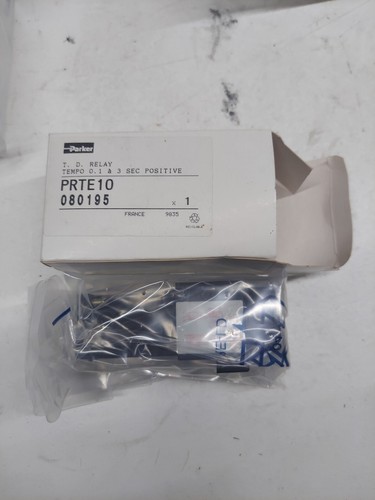 Parker
T. D. RELAY
TEMPO 0.1 & 3 SEC POSITIVE
PRTE10
080195 x 1
FRANCE 9635